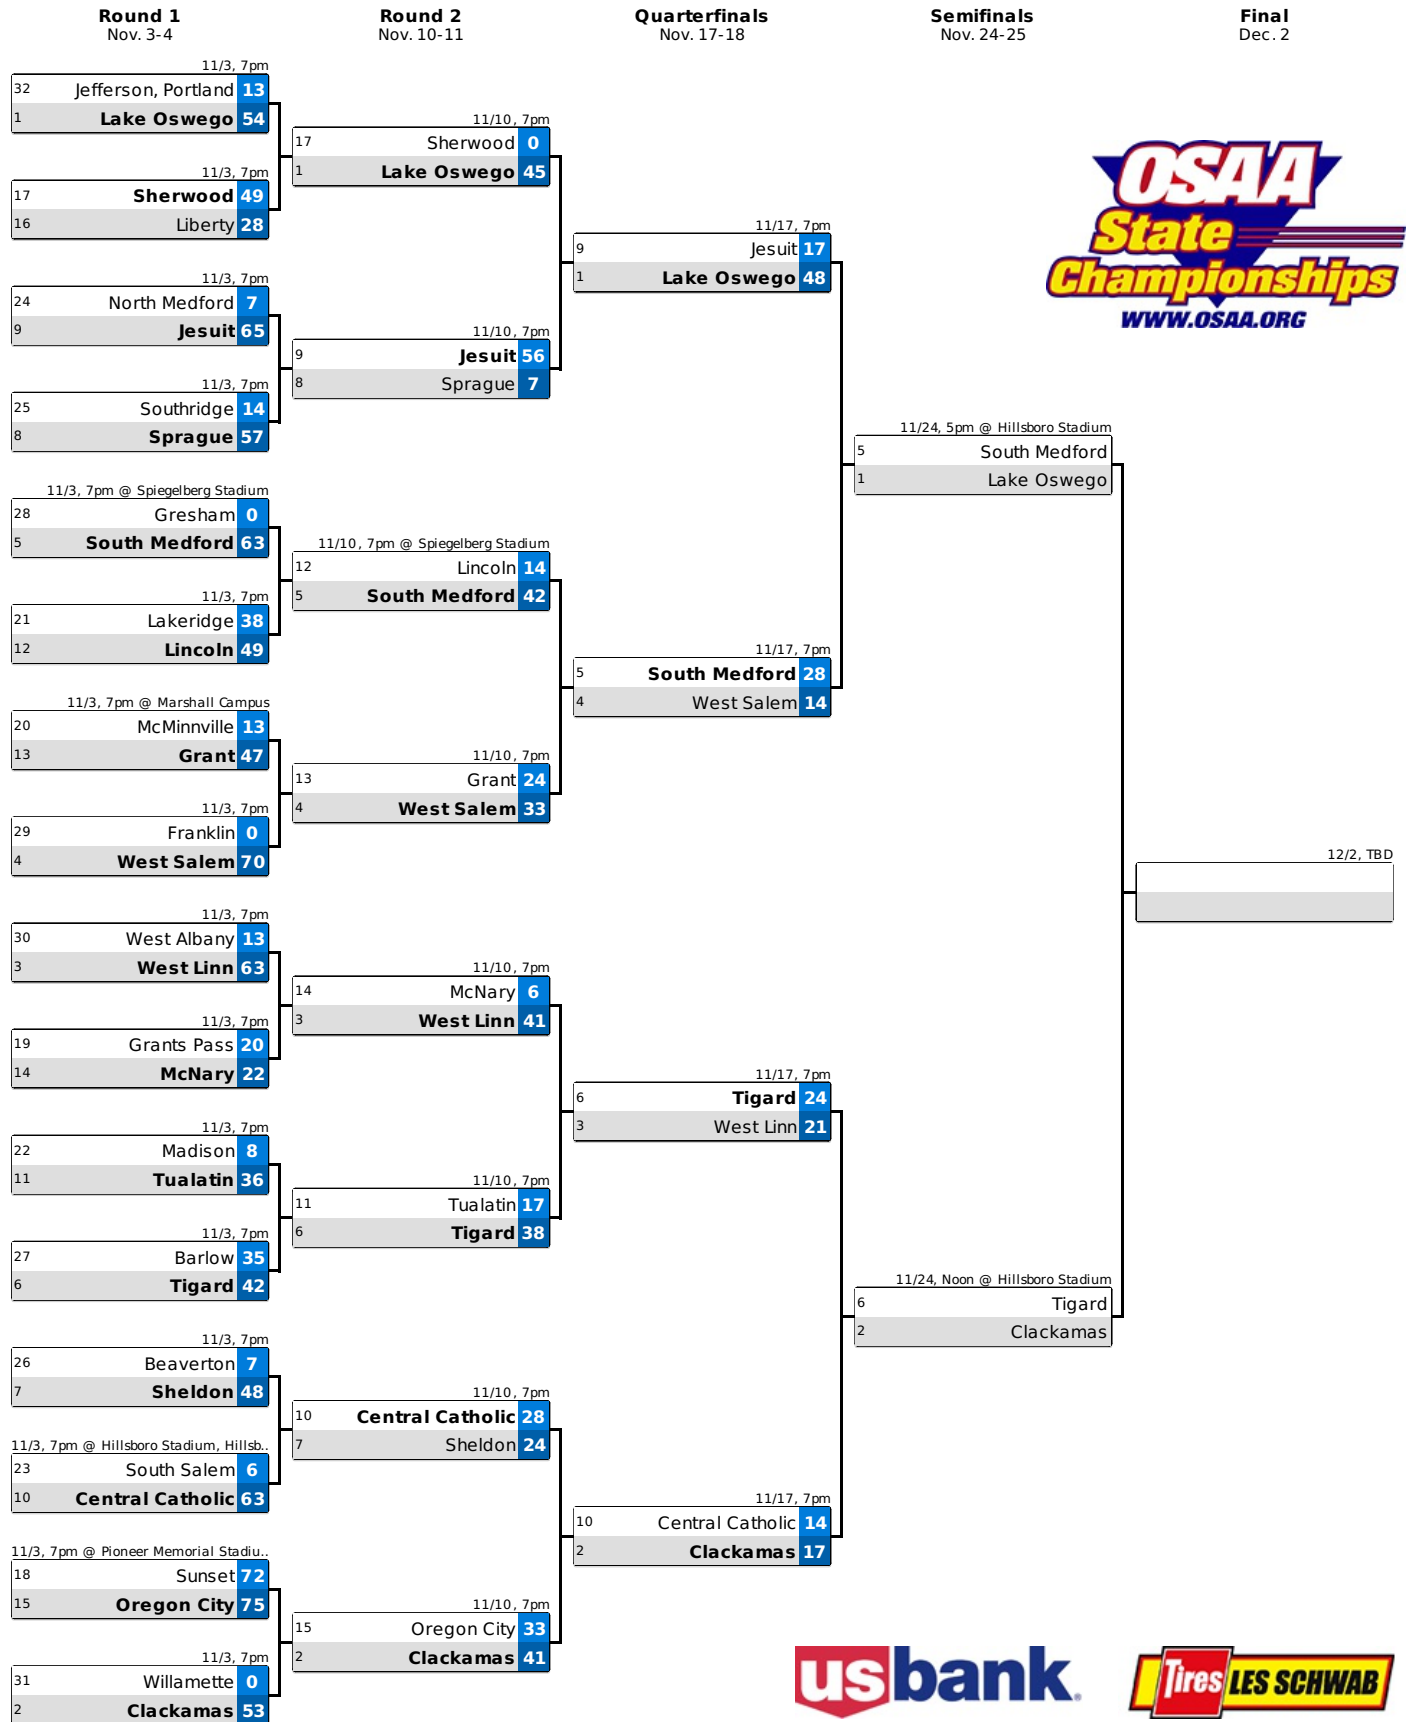 Round 1
Nov. 3-4
Round 2
Nov. 10-11
Quarterfinals
Nov. 17-18
Semifinals
Nov. 24-25
Final
Dec. 2
11/3, 7pm
32 Jefferson, Portland 13
1 Lake Oswego 54
11/3, 7pm
17 Sherwood 49
16 Liberty 28
11/3, 7pm
24 North Medford 7
9 Jesuit 65
11/3, 7pm
25 Southridge 14
8 Sprague 57
11/3, 7pm @ Spiegelberg Stadium
28 Gresham 0
5 South Medford 63
11/3, 7pm
21 Lakeridge 38
12 Lincoln 49
11/3, 7pm @ Marshall Campus
20 McMinnville 13
13 Grant 47
11/3, 7pm
29 Franklin 0
4 West Salem 70
11/3, 7pm
30 West Albany 13
3 West Linn 63
11/3, 7pm
19 Grants Pass 20
14 McNary 22
11/3, 7pm
22 Madison 8
11 Tualatin 36
11/3, 7pm
27 Barlow 35
6 Tigard 42
11/3, 7pm
26 Beaverton 7
7 Sheldon 48
11/3, 7pm @ Hillsboro Stadium, Hillsb..
23 South Salem 6
10 Central Catholic 63
11/3, 7pm @ Pioneer Memorial Stadiu..
18 Sunset 72
15 Oregon City 75
11/3, 7pm
31 Willamette 0
2 Clackamas 53
11/10, 7pm
17 Sherwood 0
1 Lake Oswego 45
11/10, 7pm
9 Jesuit 56
8 Sprague 7
11/10, 7pm @ Spiegelberg Stadium
12 Lincoln 14
5 South Medford 42
11/10, 7pm
13 Grant 24
4 West Salem 33
11/10, 7pm
14 McNary 6
3 West Linn 41
11/10, 7pm
11 Tualatin 17
6 Tigard 38
11/10, 7pm
10 Central Catholic 28
7 Sheldon 24
11/10, 7pm
15 Oregon City 33
2 Clackamas 41
11/17, 7pm
9 Jesuit 17
1 Lake Oswego 48
11/17, 7pm
5 South Medford 28
4 West Salem 14
11/17, 7pm
6 Tigard 24
3 West Linn 21
11/17, 7pm
10 Central Catholic 14
2 Clackamas 17
11/24, 5pm @ Hillsboro Stadium
5 South Medford
1 Lake Oswego
11/24, Noon @ Hillsboro Stadium
6 Tigard
2 Clackamas
12/2, TBD
OSAA
State
Championships
WWW.OSAA.ORG
usbank.
Tires LES SCHWAB